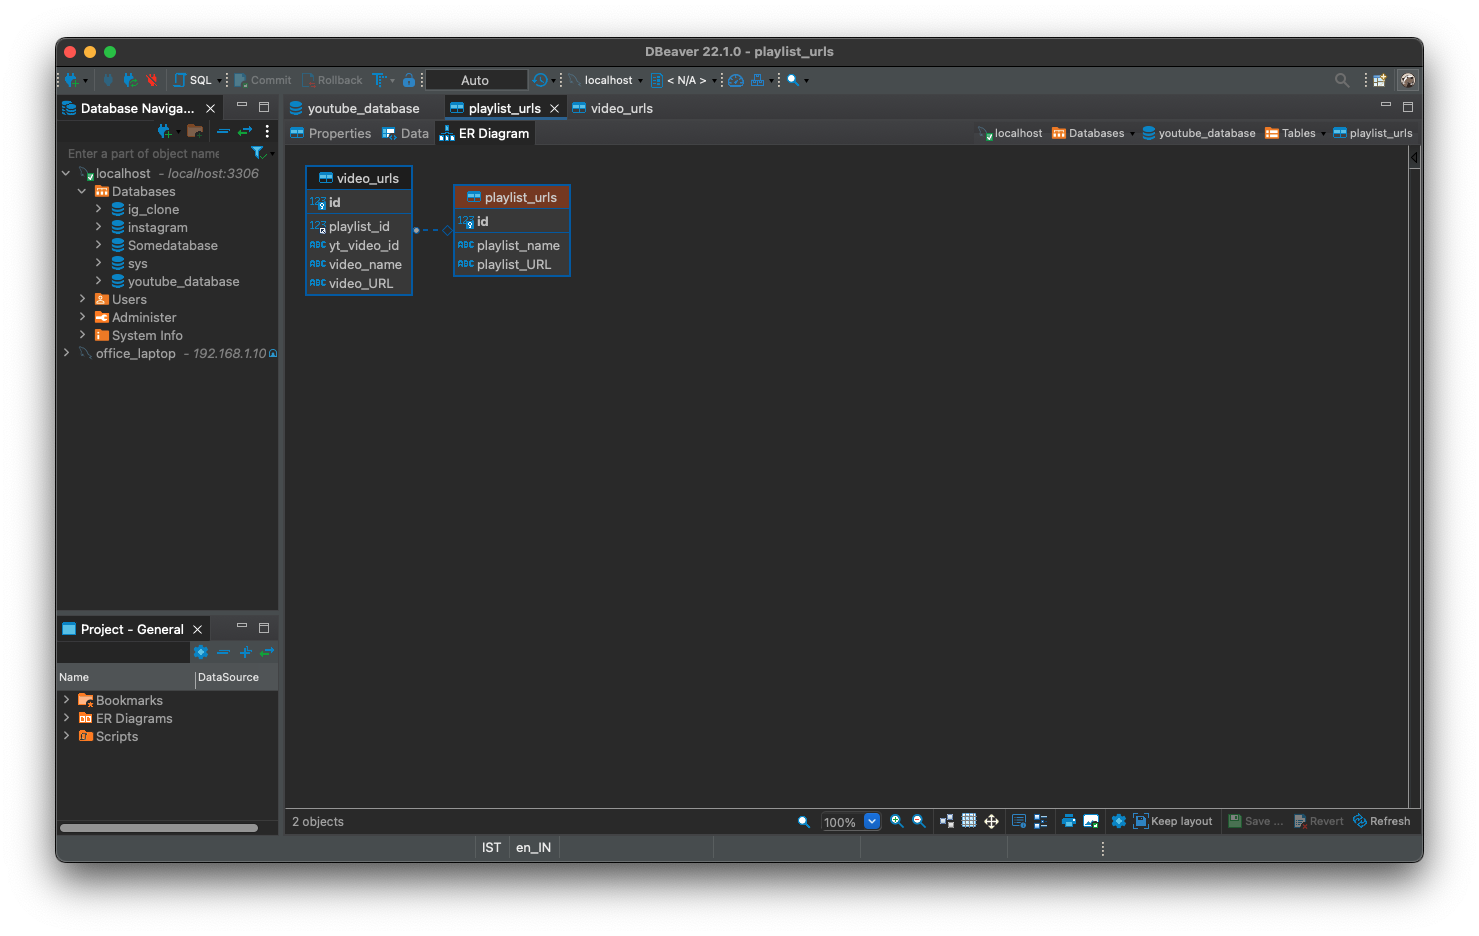 DBeaver 22.1.0 - playlist_urls
SQL
Commit
Rollback
Auto
localhost
< N/A >
Database Naviga...
youtube_database
playlist_urls
video_urls
Properties
Data
ER Diagram
localhost
Databases
youtube_database
Tables
playlist_urls
Enter a part of object name
localhost - localhost:3306
Databases
ig_clone
instagram
Somedatabase
sys
youtube_database
Users
Administer
System Info
office_laptop - 192.168.1.10
video_urls
123 id
123 playlist_id
ABC yt_video_id
ABC video_name
ABC video_URL
playlist_urls
123 id
ABC playlist_name
ABC playlist_URL
Project - General
Name
DataSource
Bookmarks
ER Diagrams
Scripts
2 objects
100%
Keep layout
Save ...
Revert
Refresh
IST
en_IN